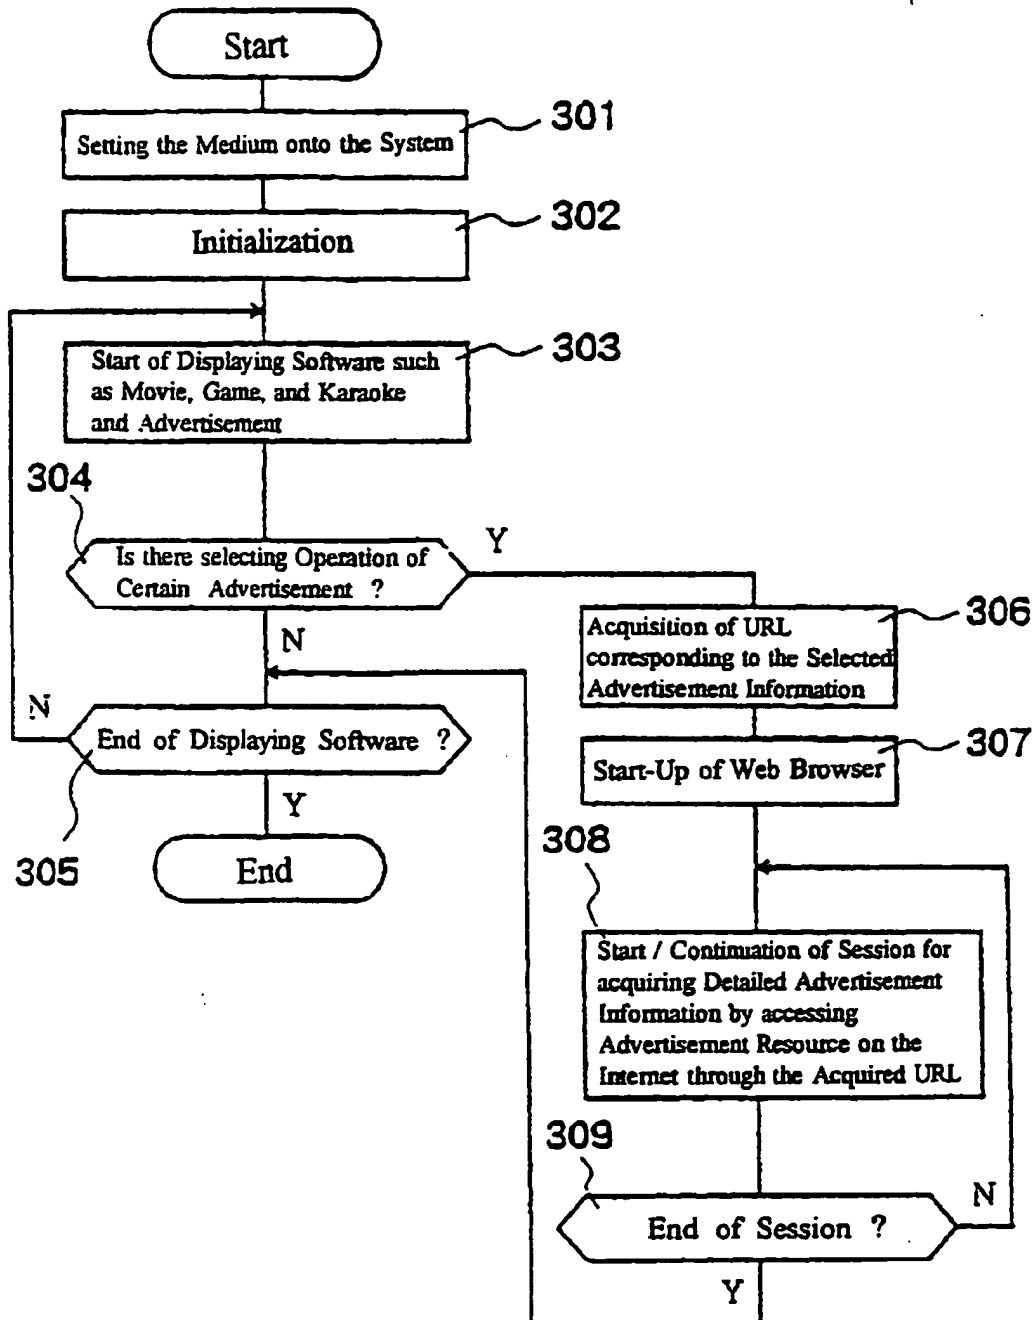 Start
Setting the Medium onto the System
301
Initialization
302
Start of Displaying Software such
as Movie, Game, and Karaoke
and Advertisement
303
304
Is there selecting Operation of
Certain Advertisement ?
Y
N
Acquisition of URL
corresponding to the Selected
Advertisement Information
306
N
End of Displaying Software ?
305
Y
End
Start-Up of Web Browser
307
308
Start / Continuation of Session for
acquiring Detailed Advertisement
Information by accessing
Advertisement Resource on the
Internet through the Acquired URL
309
End of Session ?
N
Y